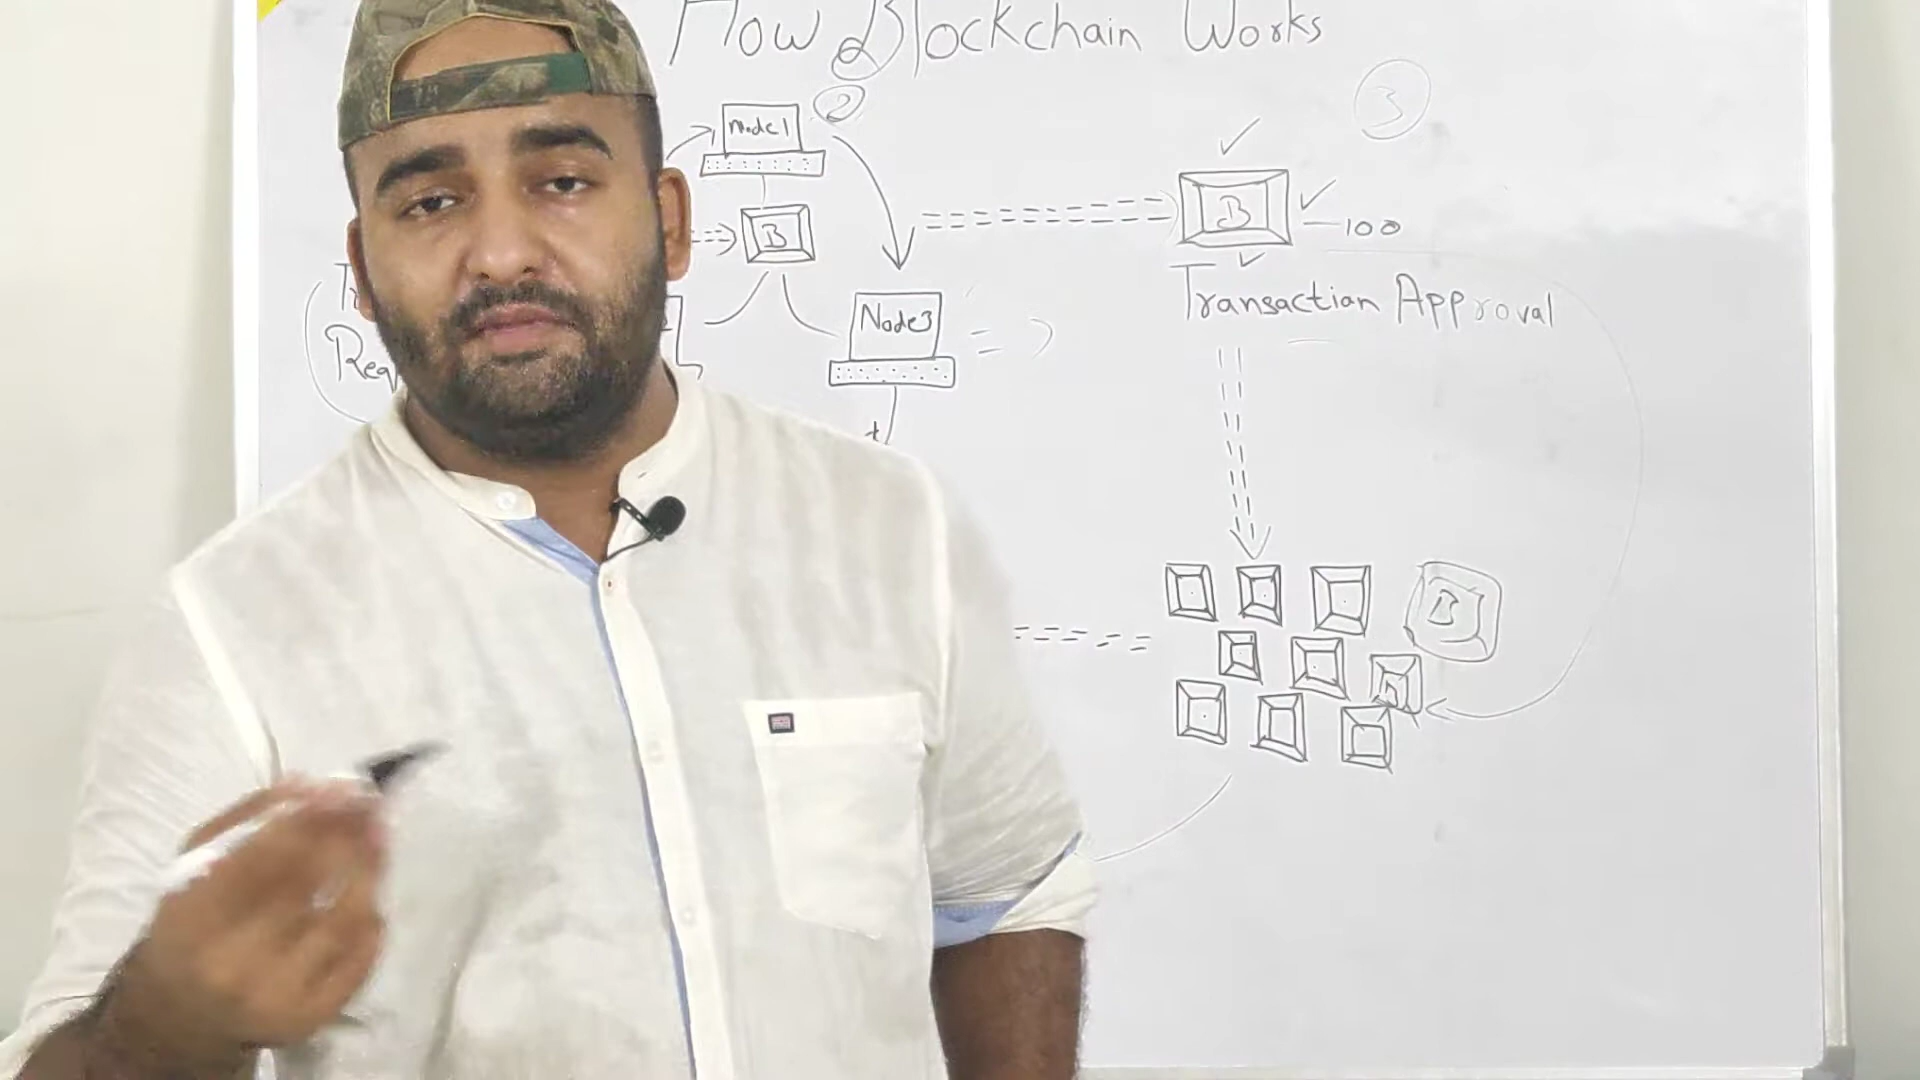 How Blockchain Works
2
3
Node1
B
100
Node3
Transaction Approval
B